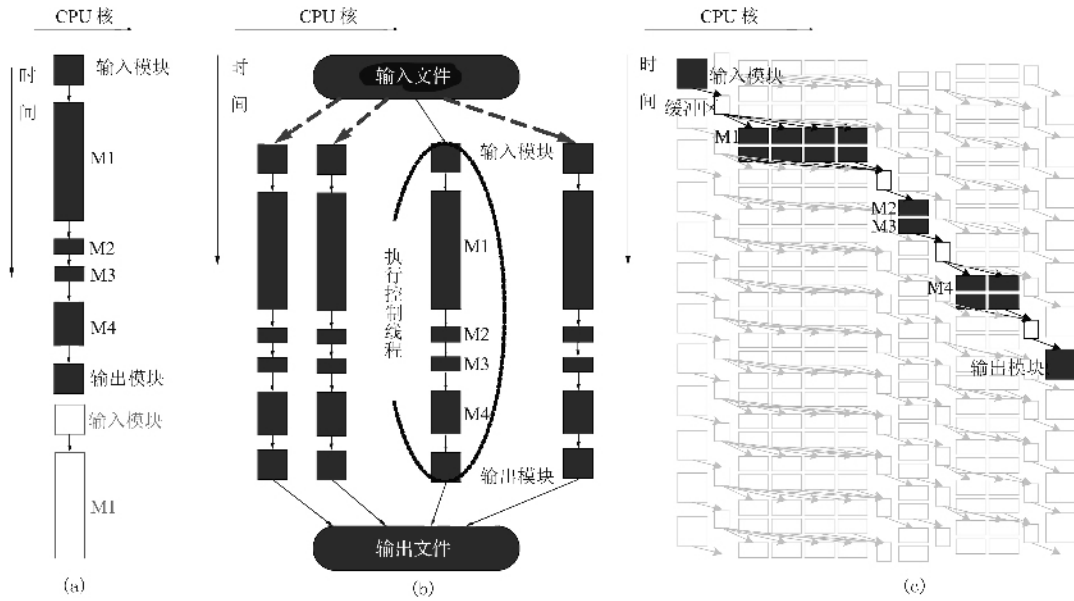 CPU 核
时
间
输入模块
M1
M2
M3
M4
输出模块
输入模块
M1
(a)
CPU 核
时
间
输入文件
输入模块
M1
执行控制线程
M2
M3
M4
输出模块
输出文件
(b)
CPU 核
时
间
输入模块
缓冲区
M1
M2
M3
M4
输出模块
(c)